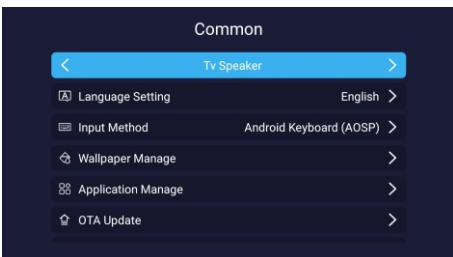 Common
Tv Speaker
Language Setting English
Input Method Android Keyboard (AOSP)
Wallpaper Manage
Application Manage
OTA Update